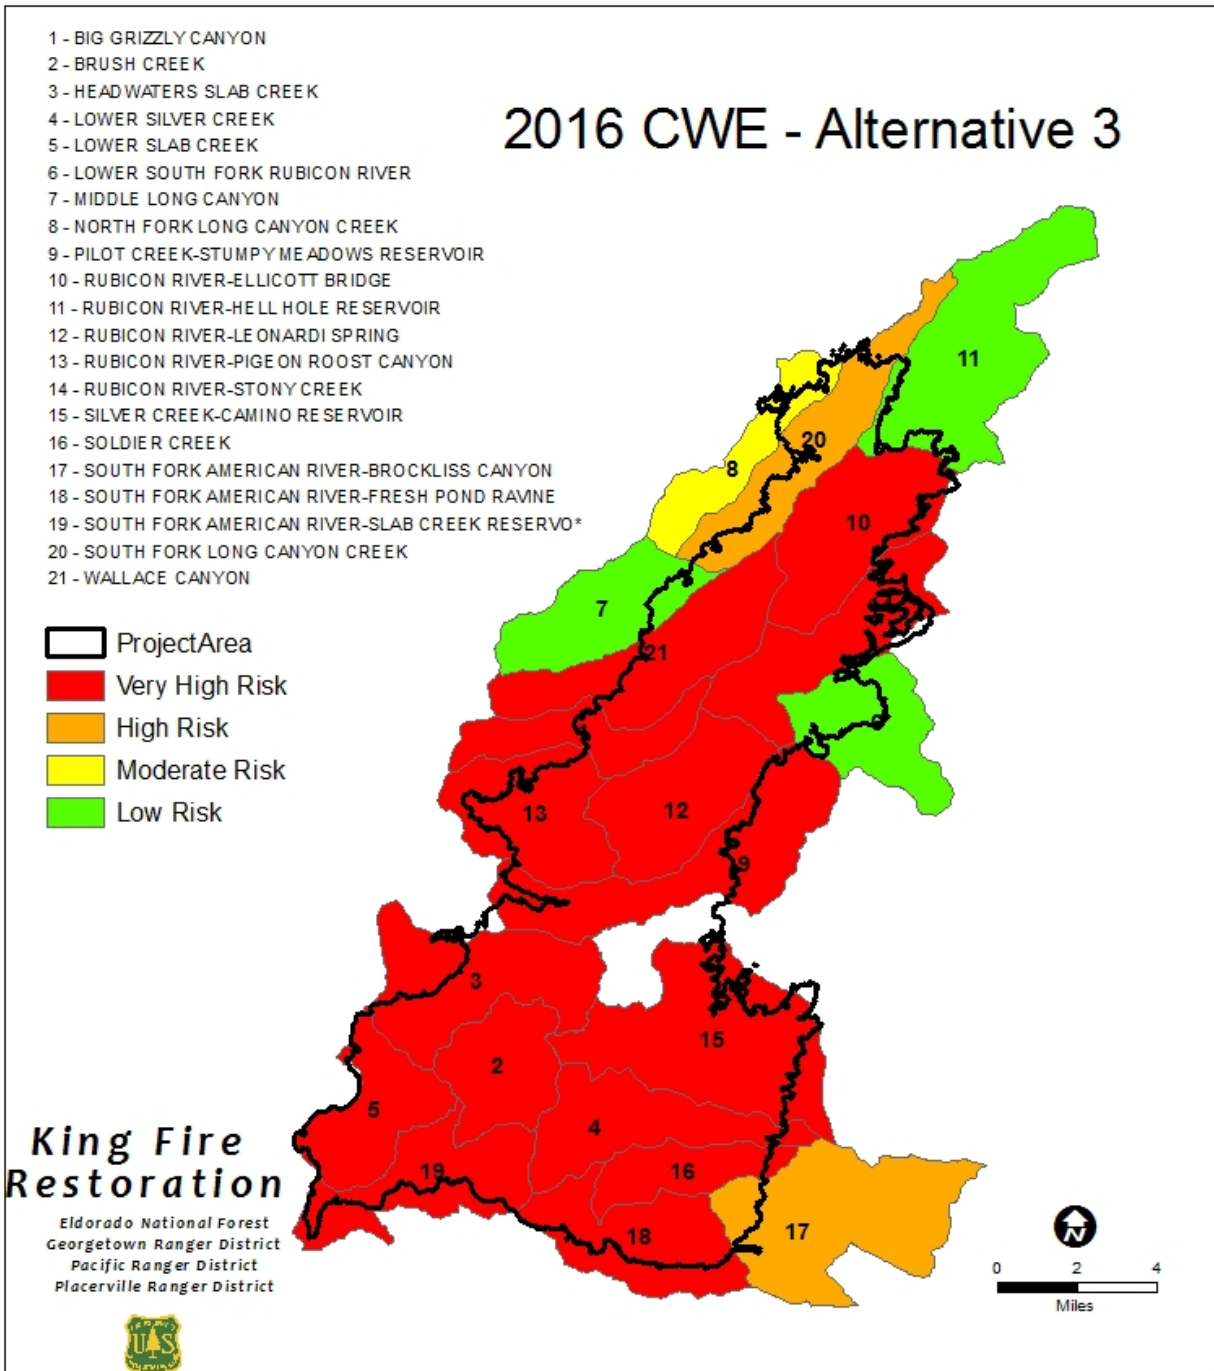 1 - BIG GRIZZLY CANYON
2 - BRUSH CREEK
3 - HEADWATERS SLAB CREEK
4 - LOWER SILVER CREEK
5 - LOWER SLAB CREEK
6 - LOWER SOUTH FORK RUBICON RIVER
7 - MIDDLE LONG CANYON
8 - NORTH FORK LONG CANYON CREEK
9 - PILOT CREEK-STUMPY MEADOWS RESERVOIR
10 - RUBICON RIVER-ELLICOTT BRIDGE
11 - RUBICON RIVER-HELL HOLE RESERVOIR
12 - RUBICON RIVER-LEONARDI SPRING
13 - RUBICON RIVER-PIGEON ROOST CANYON
14 - RUBICON RIVER-STONY CREEK
15 - SILVER CREEK-CAMINO RESERVOIR
16 - SOLDIER CREEK
17 - SOUTH FORK AMERICAN RIVER-BROCKLISS CANYON
18 - SOUTH FORK AMERICAN RIVER-FRESH POND RAVINE
19 - SOUTH FORK AMERICAN RIVER-SLAB CREEK RESERVO*
20 - SOUTH FORK LONG CANYON CREEK
21 - WALLACE CANYON
2016 CWE - Alternative 3
ProjectArea
Very High Risk
High Risk
Moderate Risk
Low Risk
11
20
8
10
7
21
13
12
9
3
15
2
5
4
19
16
18
17
King Fire
Restoration
Eldorado National Forest
Georgetown Ranger District
Pacific Ranger District
Placerville Ranger District
N
0 2 4
Miles
U S